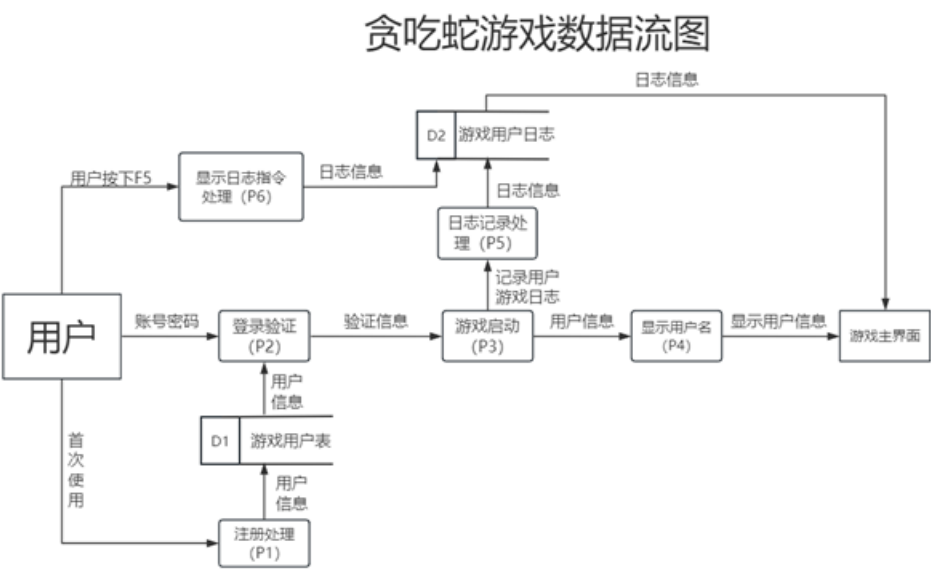 贪吃蛇游戏数据流图
日志信息
D2
游戏用户日志
用户按下F5
显示日志指令
处理（P6）
日志信息
日志信息
日志记录处
理（P5）
记录用户
游戏日志
用户
账号密码
登录验证
（P2）
验证信息
游戏启动
（P3）
用户信息
显示用户名
（P4）
显示用户信息
游戏主界面
用户
信息
D1
游戏用户表
首
次
使
用
用户
信息
注册处理
（P1）